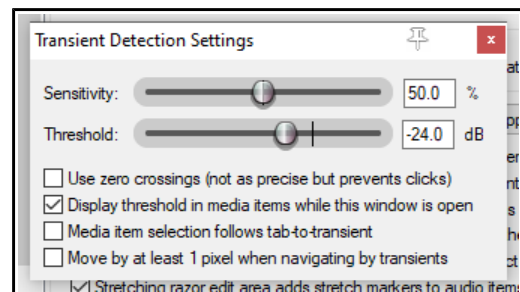 Transient Detection Settings
x
Sensitivity: 50.0 %
Threshold: -24.0 dB
Use zero crossings (not as precise but prevents clicks)
Display threshold in media items while this window is open
Media item selection follows tab-to-transient
Move by at least 1 pixel when navigating by transients
Stretching razor edit area adds stretch markers to audio items